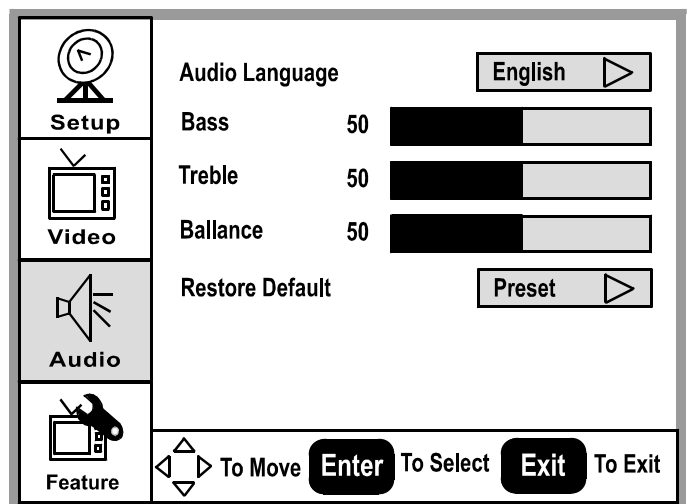 Setup
Video
Audio
Feature
Audio Language English
Bass 50
Treble 50
Ballance 50
Restore Default Preset
To Move Enter To Select Exit To Exit